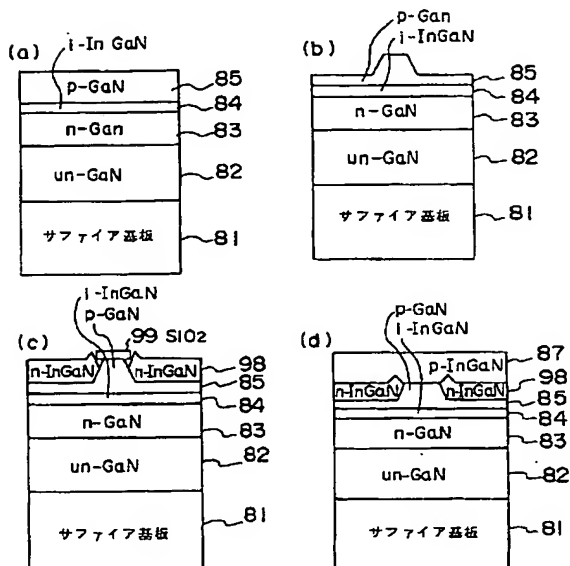 (a)
i-In GaN
p-GaN
85
84
n-Gan
83
un-GaN
82
サファイア基板
81
(b)
p-Gan
i-InGaN
85
84
n-GaN
83
un-GaN
82
サファイア基板
81
(c)
i-InGaN
p-GaN
99 SIO2
n-InGaN
n-InGaN
98
85
84
n-GaN
83
un-GaN
82
サファイア基板
81
(d)
p-GaN
i-InGaN
p-InGaN
87
n-InGaN
n-InGaN
98
85
84
n-GaN
83
un-GaN
82
サファイア基板
81